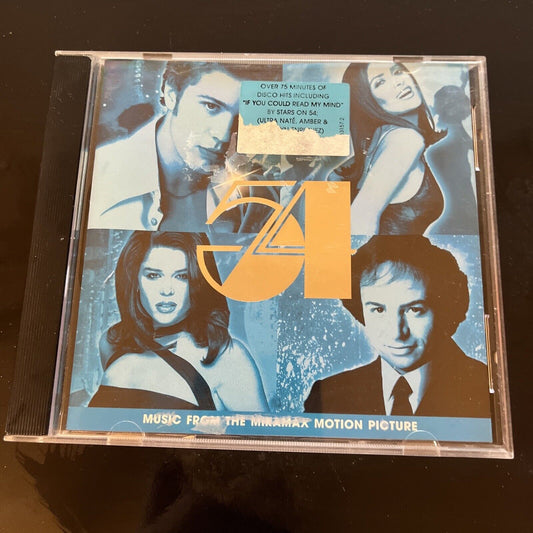 OVER 75 MINUTES OF
DISCO HITS INCLUDING
"IF YOU COULD READ MY MIND"
BY STARS ON 54:
(ULTRA NATÉ, AMBER &
54
MUSIC FROM THE MIRAMAX MOTION PICTURE